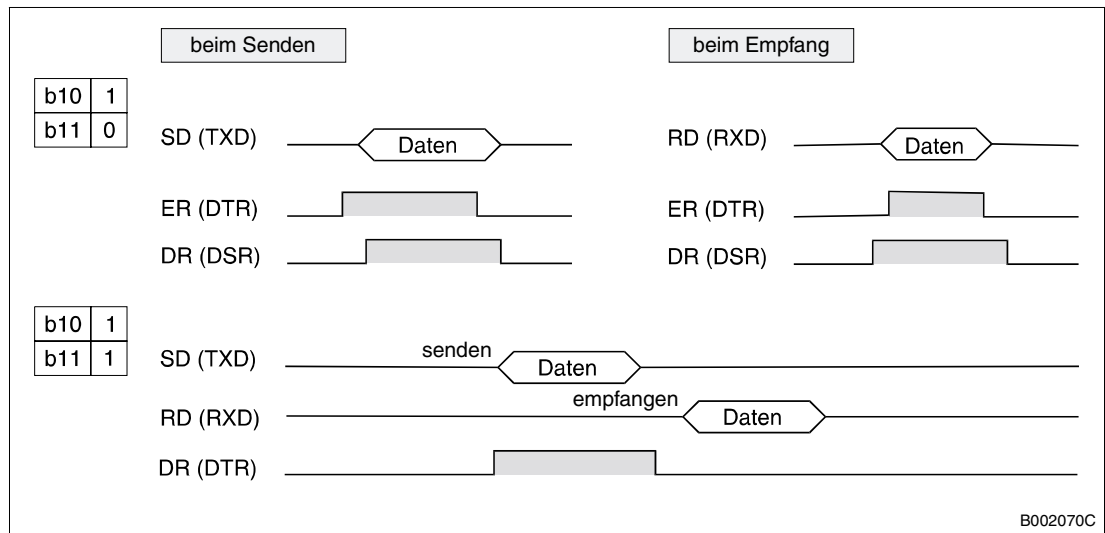 beim Senden
beim Empfang
b10 1
b11 0
SD (TXD) Daten
RD (RXD) Daten
ER (DTR)
ER (DTR)
DR (DSR)
DR (DSR)
b10 1
b11 1
SD (TXD) senden Daten
RD (RXD) empfangen Daten
DR (DTR)
B002070C